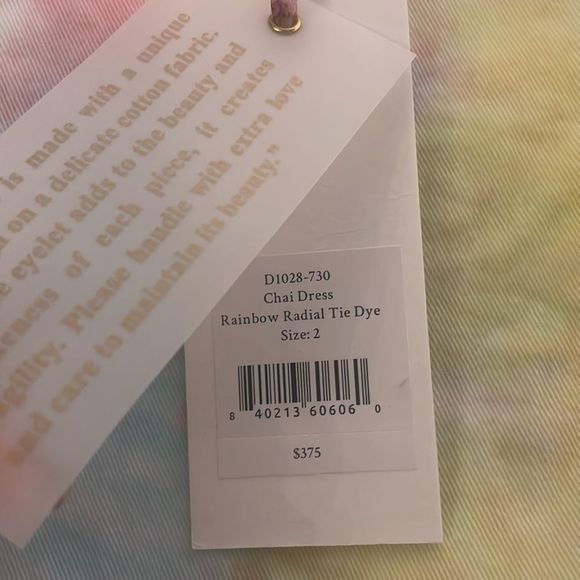 is made with a unique
on a delicate cotton fabric.
eyelet adds to the beauty and
of each piece, it creates
Please handle with extra love
and care to maintain its beauty."
D1028-730
Chai Dress
Rainbow Radial Tie Dye
Size: 2
8 40213 60606 0
$375